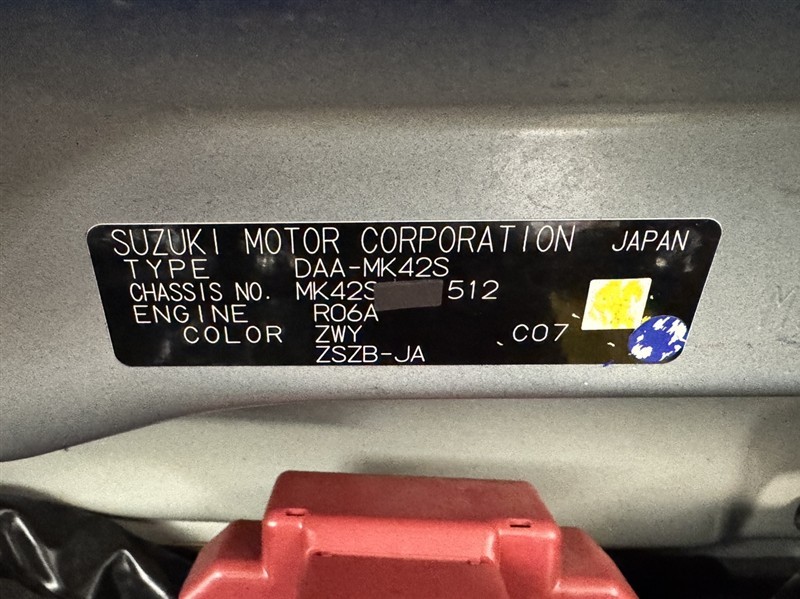 SUZUKI MOTOR CORPORATION JAPAN
TYPE DAA-MK42S
CHASSIS NO. MK42S 512
ENGINE R06A
COLOR ZWY C07
ZSZB-JA